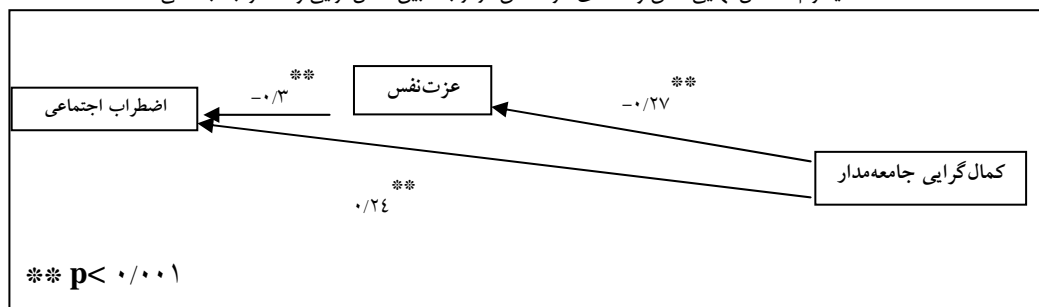 عزت‌نفس
اضطراب اجتماعی
کمال‌گرایی جامعه‌مدار
**
-۰/۳
**
-۰/۲۷
**
۰/۲٤
** p< ۰/۰۰۱